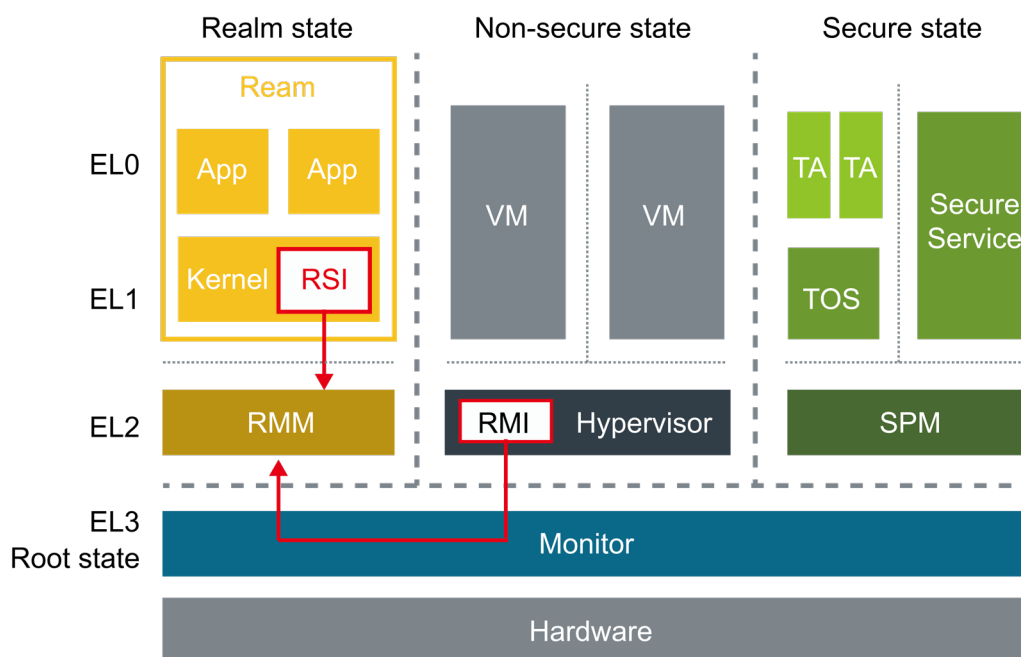 Realm state
Non-secure state
Secure state
Ream
EL0
App
App
VM
VM
TA
TA
Secure
Service
Kernel
RSI
EL1
TOS
EL2
RMM
RMI
Hypervisor
SPM
EL3
Root state
Monitor
Hardware